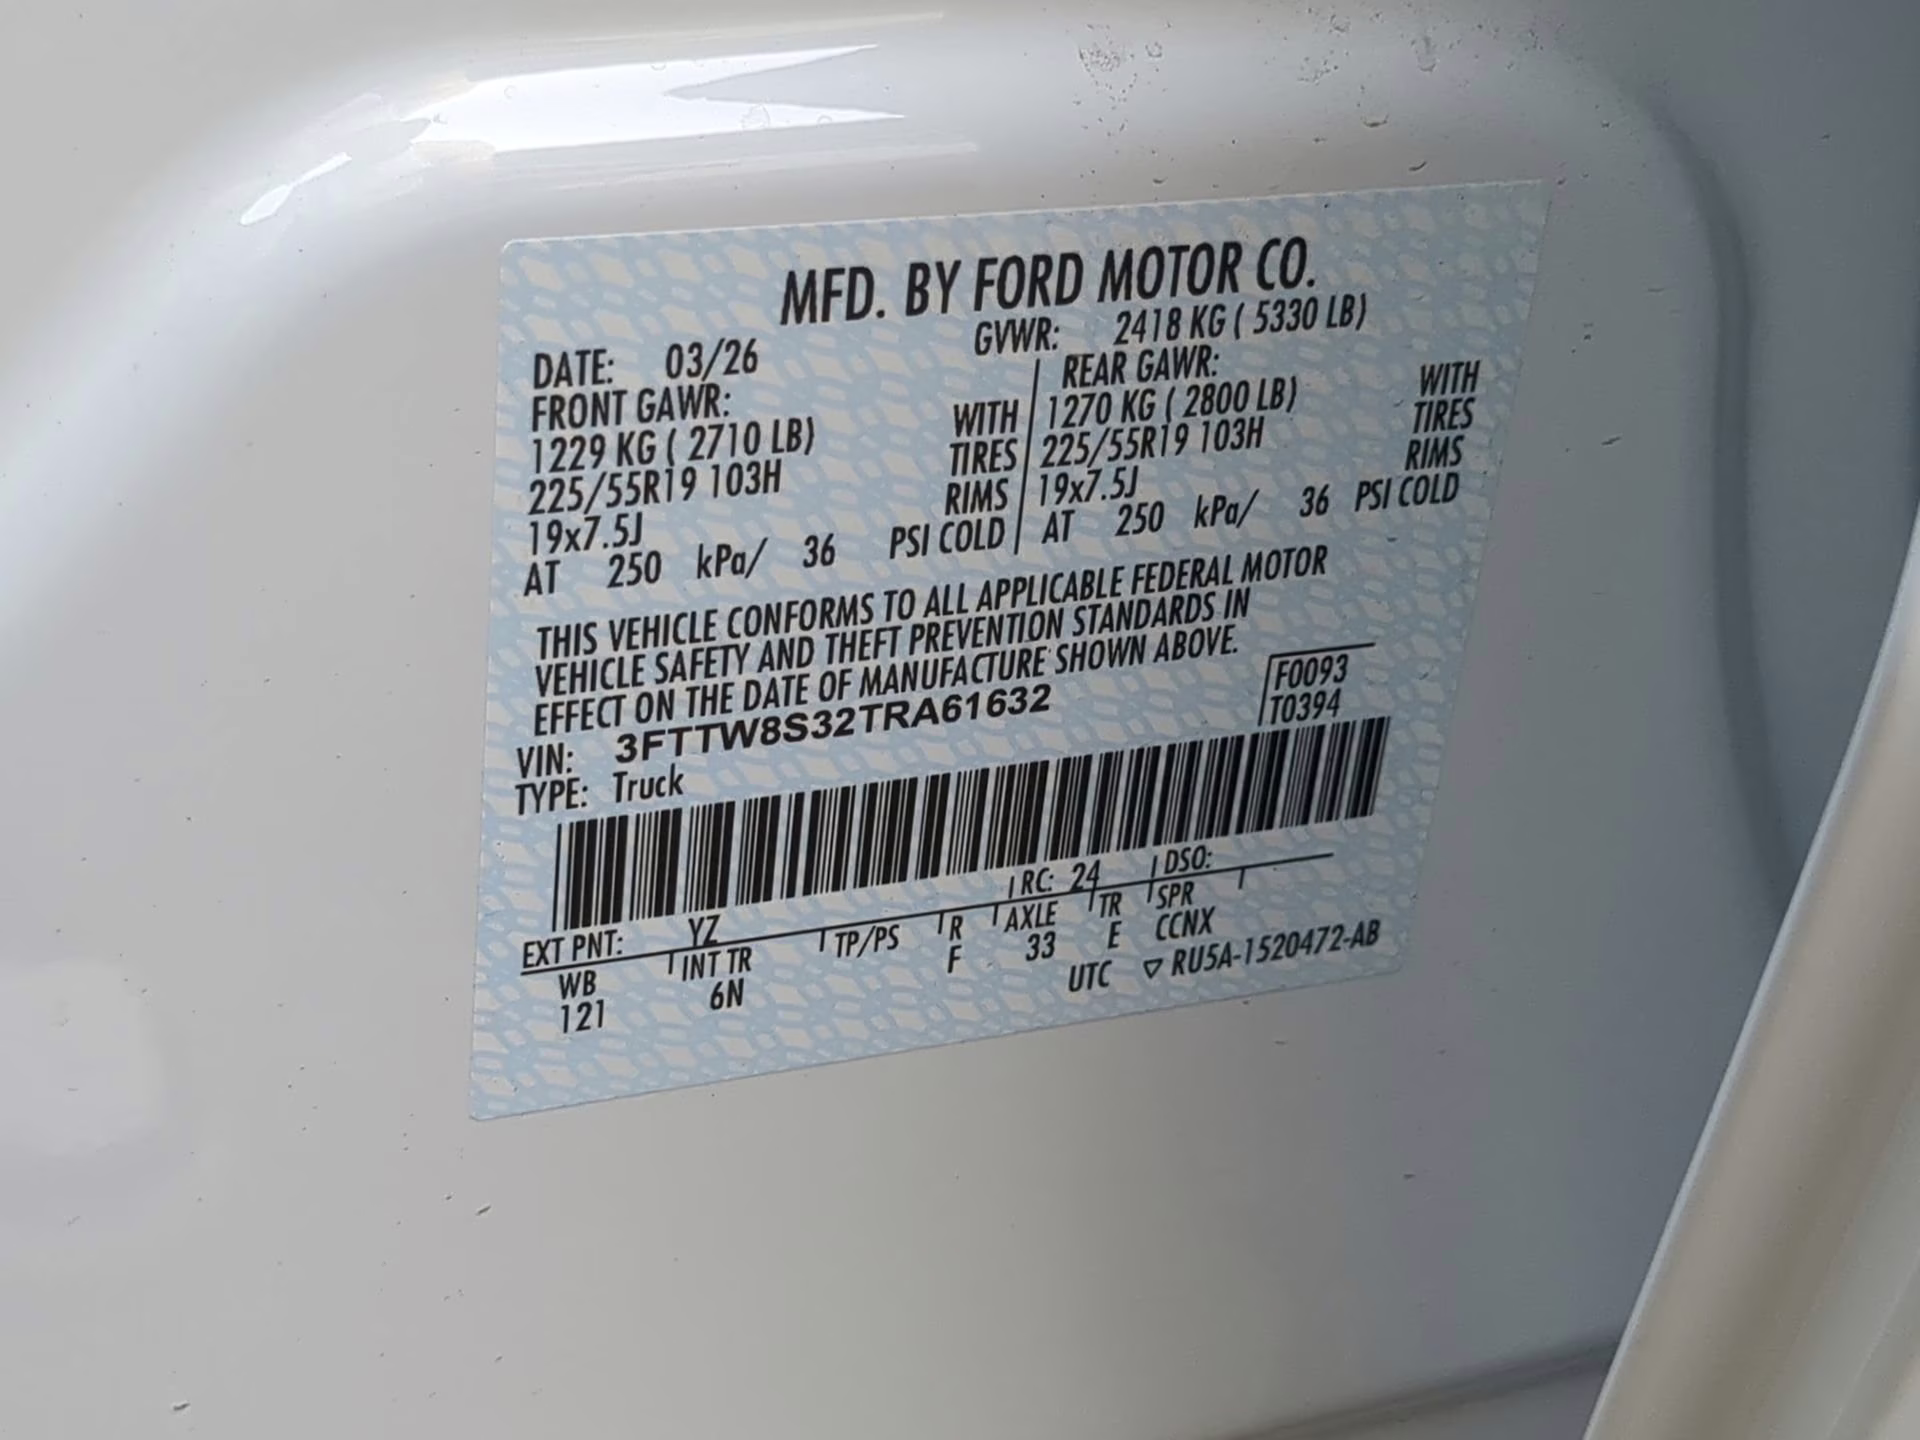 MFD. BY FORD MOTOR CO.
DATE: 03/26 GVWR: 2418 KG ( 5330 LB)
FRONT GAWR: REAR GAWR:
1229 KG ( 2710 LB) WITH 1270 KG ( 2800 LB) WITH
225/55R19 103H TIRES 225/55R19 103H TIRES
19x7.5J RIMS 19x7.5J RIMS
AT 250 kPa/ 36 PSI COLD AT 250 kPa/ 36 PSI COLD
THIS VEHICLE CONFORMS TO ALL APPLICABLE FEDERAL MOTOR
VEHICLE SAFETY AND THEFT PREVENTION STANDARDS IN
EFFECT ON THE DATE OF MANUFACTURE SHOWN ABOVE.
VIN: 3FTTW8S32TRA61632 F0093
TYPE: Truck T0394
EXT PNT: YZ RC: 24 DSO:
WB INT TR TP/PS R AXLE TR SPR
121 6N F 33 E CCNX
UTC ▽ RU5A-1520472-AB